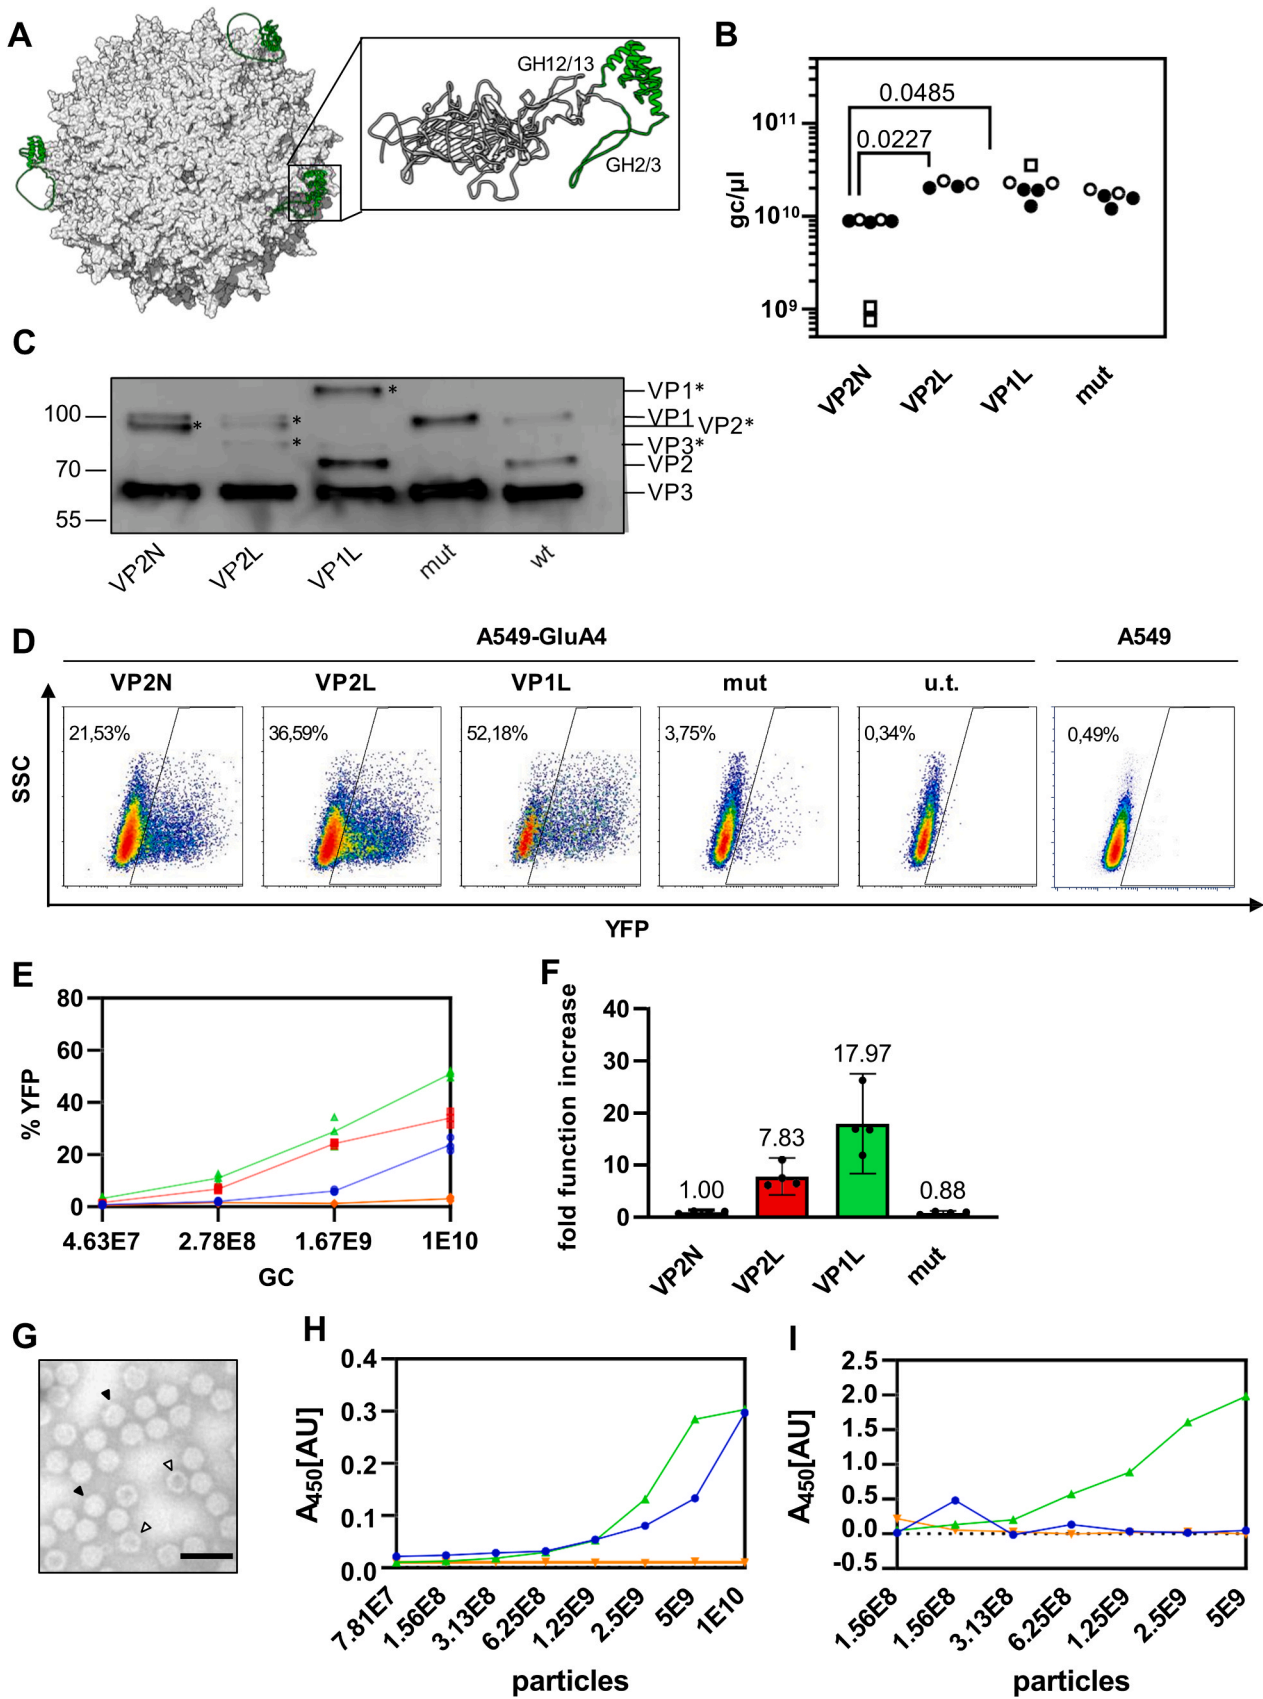 A
GH12/13
GH2/3
B
gc/µl
10¹¹
10¹⁰
10⁹
0.0485
0.0227
VP2N
VP2L
VP1L
mut
C
100
70
55
*
*
*
*
VP1*
VP1
VP2*
VP3*
VP2
VP3
VP2N
VP2L
VP1L
mut
wt
D
A549-GluA4
A549
VP2N
VP2L
VP1L
mut
u.t.
SSC
21,53%
36,59%
52,18%
3,75%
0,34%
0,49%
YFP
E
% YFP
80
60
40
20
0
4.63E7
2.78E8
1.67E9
1E10
GC
F
fold function increase
40
30
20
10
0
1.00
7.83
17.97
0.88
VP2N
VP2L
VP1L
mut
G
H
A₄₅₀[AU]
0.4
0.3
0.2
0.1
0.0
7.81E7
1.56E8
3.13E8
6.25E8
1.25E9
2.5E9
5E9
1E10
particles
I
A₄₅₀[AU]
2.5
2.0
1.5
1.0
0.5
0.0
-0.5
1.56E8
1.56E8
3.13E8
6.25E8
1.25E9
2.5E9
5E9
particles